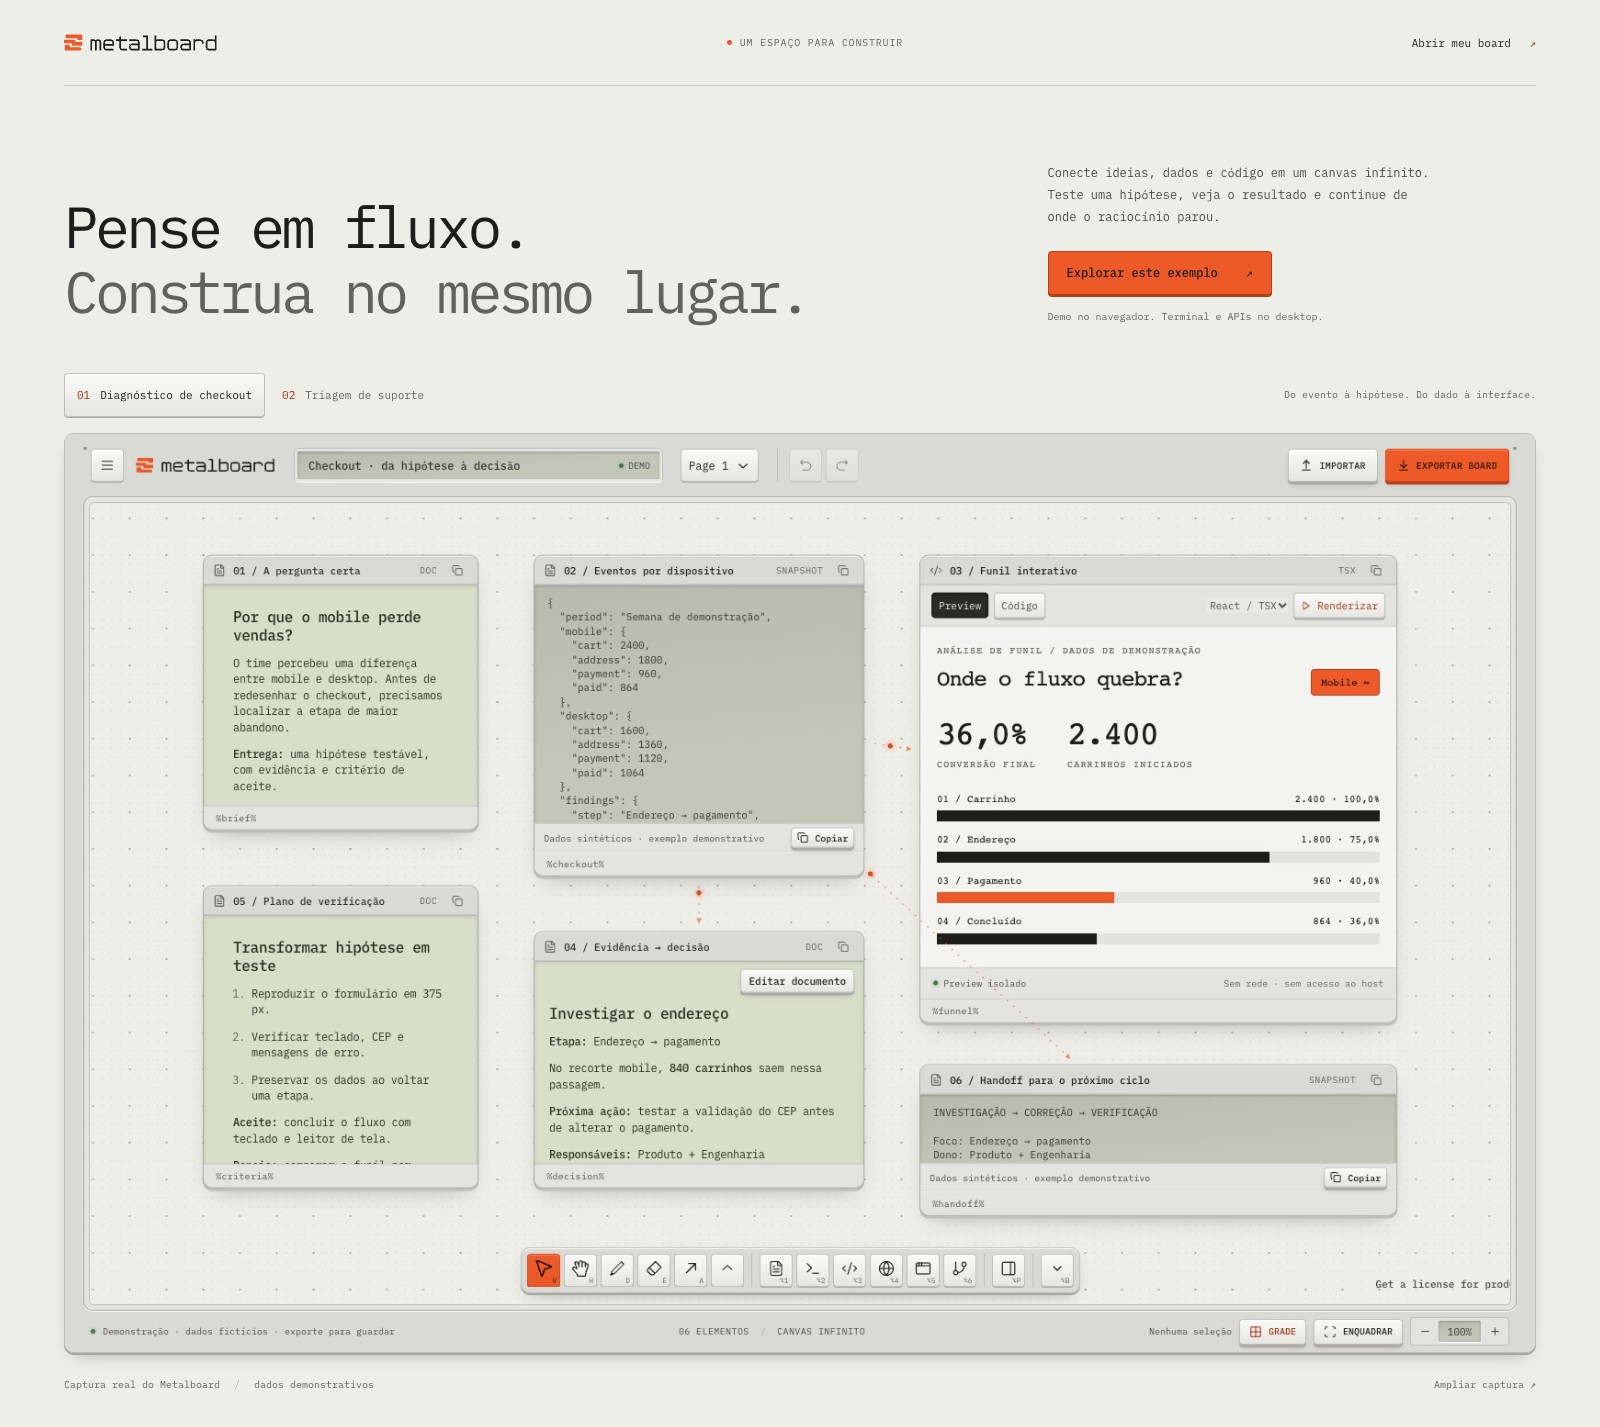 metalboard
UM ESPAÇO PARA CONSTRUIR
Abrir meu board ↗
Pense em fluxo.
Construa no mesmo lugar.
Conecte ideias, dados e código em um canvas infinito.
Teste uma hipótese, veja o resultado e continue de
onde o raciocínio parou.
Explorar este exemplo ↗
Demo no navegador. Terminal e APIs no desktop.
01 Diagnóstico de checkout
02 Triagem de suporte
Do evento à hipótese. Do dado à interface.
metalboard
Checkout · da hipótese à decisão
DEMO
Page 1
IMPORTAR
EXPORTAR BOARD
01 / A pergunta certa
DOC
Por que o mobile perde
vendas?
O time percebeu uma diferença
entre mobile e desktop. Antes de
redesenhar o checkout, precisamos
localizar a etapa de maior
abandono.
Entrega: uma hipótese testável,
com evidência e critério de
aceite.
%brief%
02 / Eventos por dispositivo
SNAPSHOT
{
"period": "Semana de demonstração",
"mobile": {
"cart": 2400,
"address": 1800,
"payment": 960,
"paid": 864
},
"desktop": {
"cart": 1600,
"address": 1360,
"payment": 1120,
"paid": 1064
},
"findings": {
"step": "Endereço → pagamento",
Dados sintéticos · exemplo demonstrativo
Copiar
%checkout%
03 / Funil interativo
TSX
Preview
Código
React / TSX
Renderizar
ANÁLISE DE FUNIL / DADOS DE DEMONSTRAÇÃO
Onde o fluxo quebra?
Mobile ↔
36,0%
2.400
CONVERSÃO FINAL
CARRINHOS INICIADOS
01 / Carrinho
2.400 · 100,0%
02 / Endereço
1.800 · 75,0%
03 / Pagamento
960 · 40,0%
04 / Concluído
864 · 36,0%
Preview isolado
Sem rede · sem acesso ao host
%funnel%
05 / Plano de verificação
DOC
Transformar hipótese em
teste
1. Reproduzir o formulário em 375
px.
2. Verificar teclado, CEP e
mensagens de erro.
3. Preservar os dados ao voltar
uma etapa.
Aceite: concluir o fluxo com
teclado e leitor de tela.
%criteria%
04 / Evidência → decisão
DOC
Editar documento
Investigar o endereço
Etapa: Endereço → pagamento
No recorte mobile, 840 carrinhos saem nessa
passagem.
Próxima ação: testar a validação do CEP antes
de alterar o pagamento.
Responsáveis: Produto + Engenharia
%decision%
06 / Handoff para o próximo ciclo
SNAPSHOT
INVESTIGAÇÃO → CORREÇÃO → VERIFICAÇÃO
Foco: Endereço → pagamento
Dono: Produto + Engenharia
Dados sintéticos · exemplo demonstrativo
Copiar
%handoff%
V H D E A ⌥1 ⌥2 ⌥3 ⌥4 ⌥5 ⌥6 ⌥P ⌥B
Get a license for prod
Demonstração · dados fictícios · exporte para guardar
06 ELEMENTOS / CANVAS INFINITO
Nenhuma seleção
GRADE
ENQUADRAR
− 100% +
Captura real do Metalboard / dados demonstrativos
Ampliar captura ↗